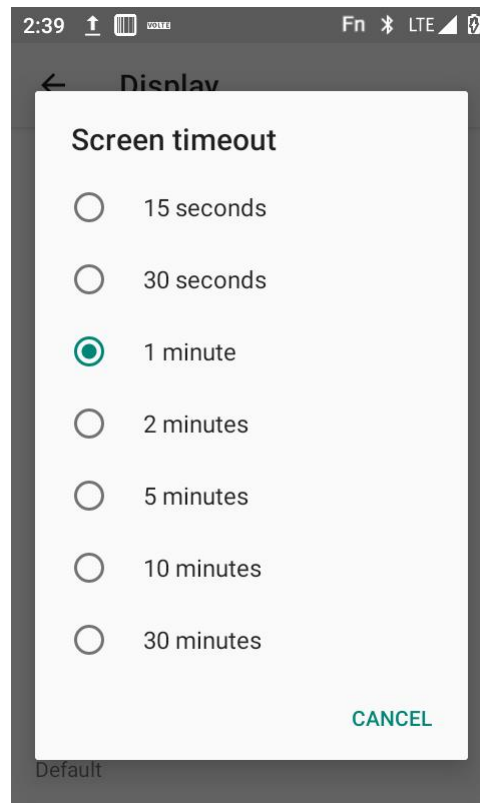 2:39 VOLTE Fn LTE
Display
Screen timeout
15 seconds
30 seconds
1 minute
2 minutes
5 minutes
10 minutes
30 minutes
CANCEL
Default